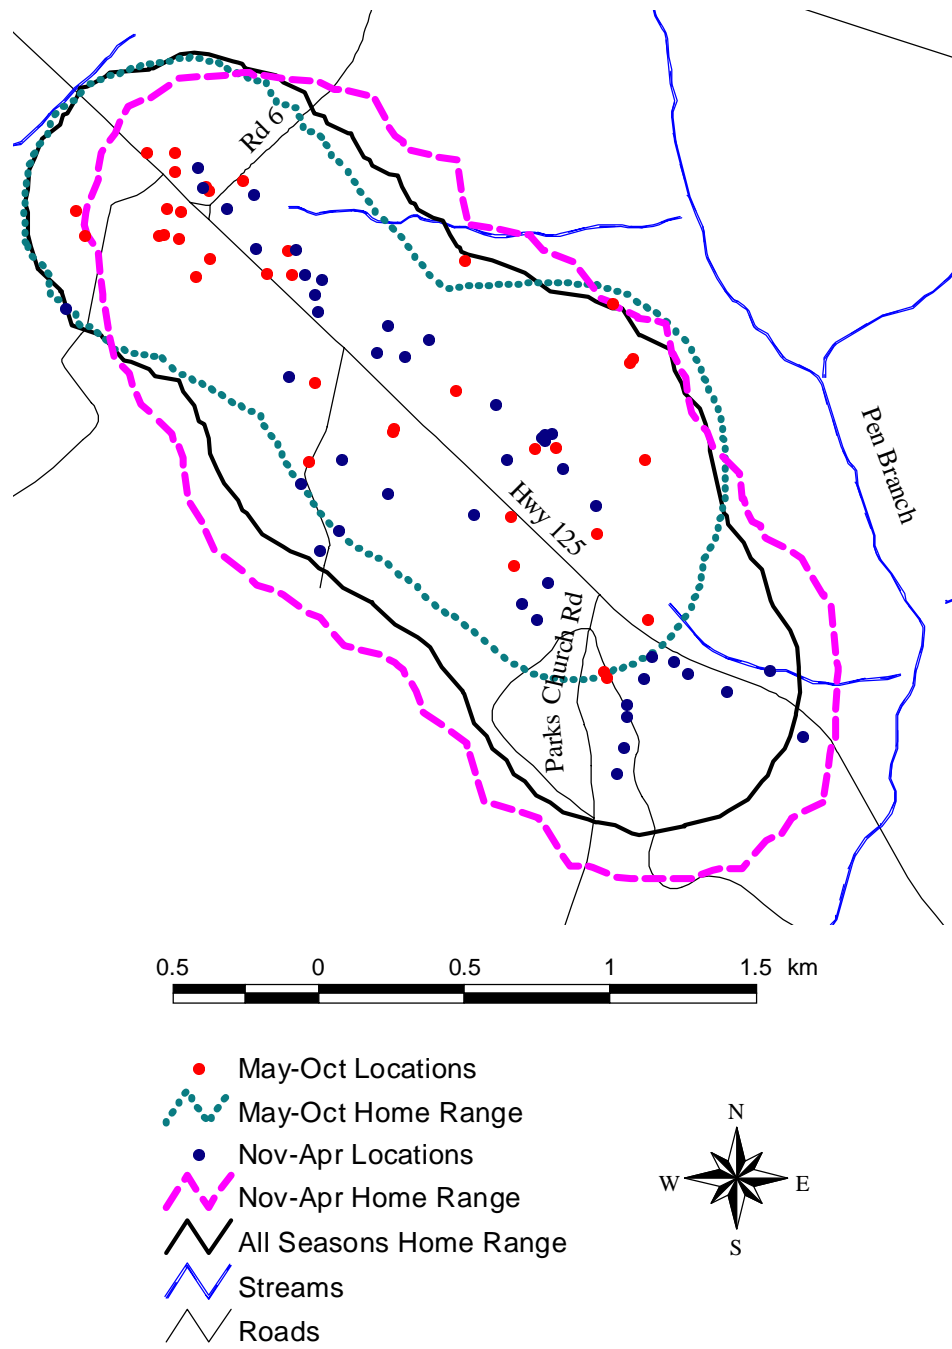 Rd 6
Pen Branch
Hwy 125
Parks Church Rd
0.5 0 0.5 1 1.5 km
May-Oct Locations
May-Oct Home Range
Nov-Apr Locations
Nov-Apr Home Range
All Seasons Home Range
Streams
Roads
N
W E
S